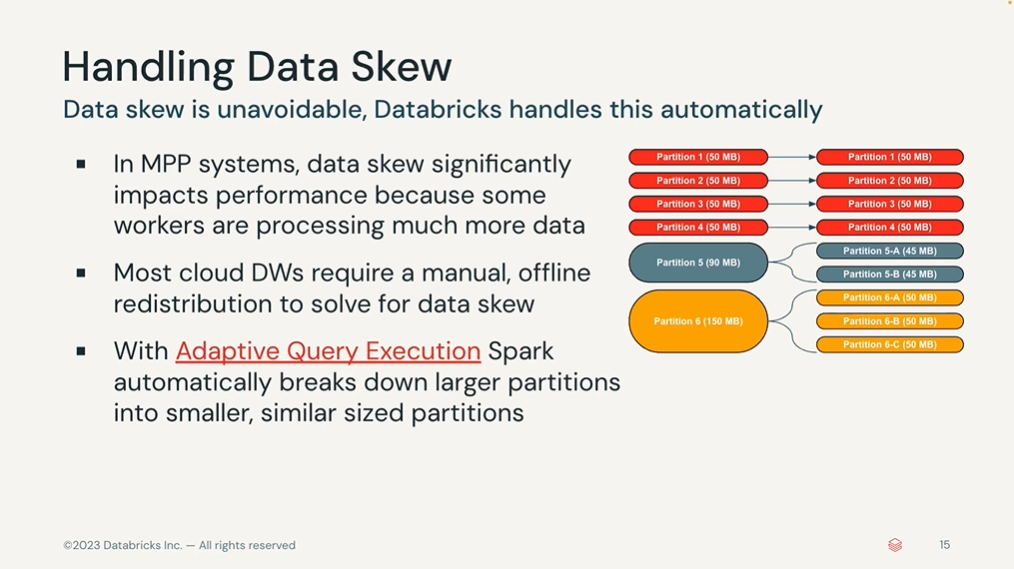 Handling Data Skew
Data skew is unavoidable, Databricks handles this automatically
▪ In MPP systems, data skew significantly
impacts performance because some
workers are processing much more data
▪ Most cloud DWs require a manual, offline
redistribution to solve for data skew
▪ With Adaptive Query Execution Spark
automatically breaks down larger partitions
into smaller, similar sized partitions
Partition 1 (50 MB)
Partition 1 (50 MB)
Partition 2 (50 MB)
Partition 2 (50 MB)
Partition 3 (50 MB)
Partition 3 (50 MB)
Partition 4 (50 MB)
Partition 4 (50 MB)
Partition 5 (90 MB)
Partition 5-A (45 MB)
Partition 5-B (45 MB)
Partition 6 (150 MB)
Partition 6-A (50 MB)
Partition 6-B (50 MB)
Partition 6-C (50 MB)
©2023 Databricks Inc. — All rights reserved
15